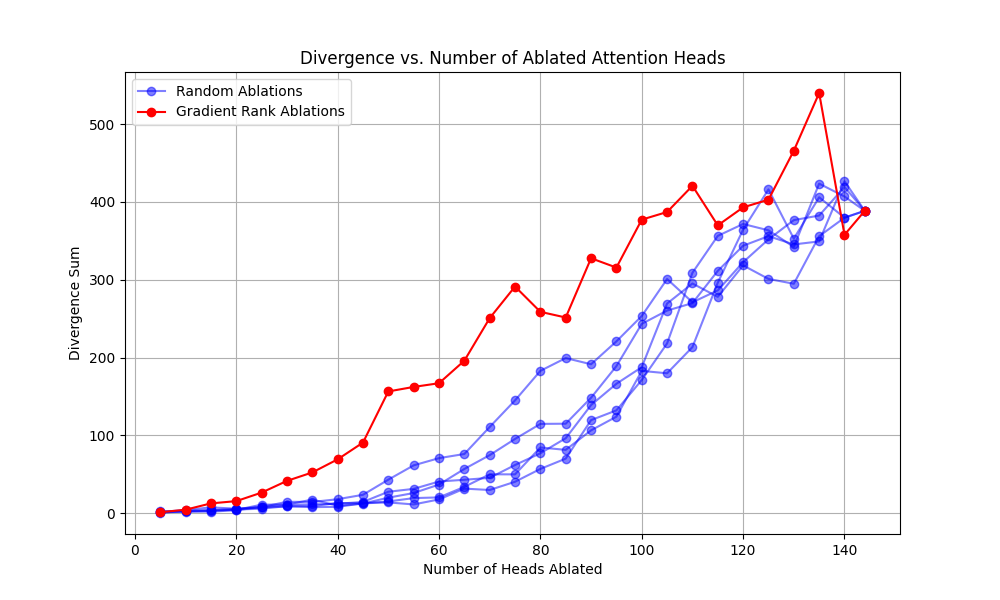 Divergence vs. Number of Ablated Attention Heads
Random Ablations
Gradient Rank Ablations
Divergence Sum
500
400
300
200
100
0
0 20 40 60 80 100 120 140
Number of Heads Ablated